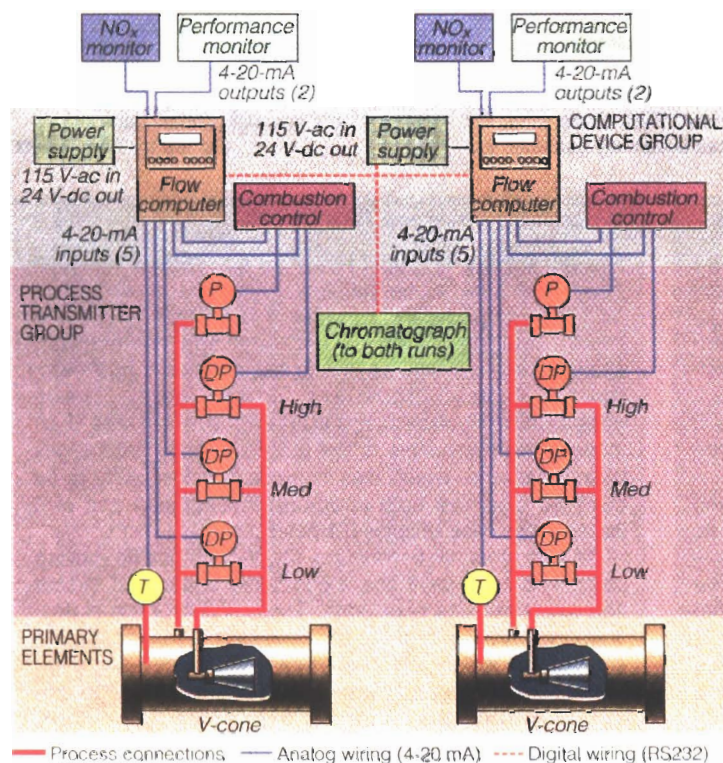 NOx monitor
Performance monitor
4-20-mA outputs (2)
Power supply
115 V-ac in
24 V-dc out
Flow computer
Combustion control
4-20-mA inputs (5)
NOx monitor
Performance monitor
4-20-mA outputs (2)
COMPUTATIONAL DEVICE GROUP
115 V-ac in
24 V-dc out
Power supply
Flow computer
Combustion control
4-20-mA inputs (5)
PROCESS TRANSMITTER GROUP
P
DP
High
DP
Med
DP
Low
T
Chromatograph (to both runs)
P
DP
High
DP
Med
DP
Low
T
PRIMARY ELEMENTS
V-cone
V-cone
Process connections
Analog wiring (4-20 mA)
Digital wiring (RS232)